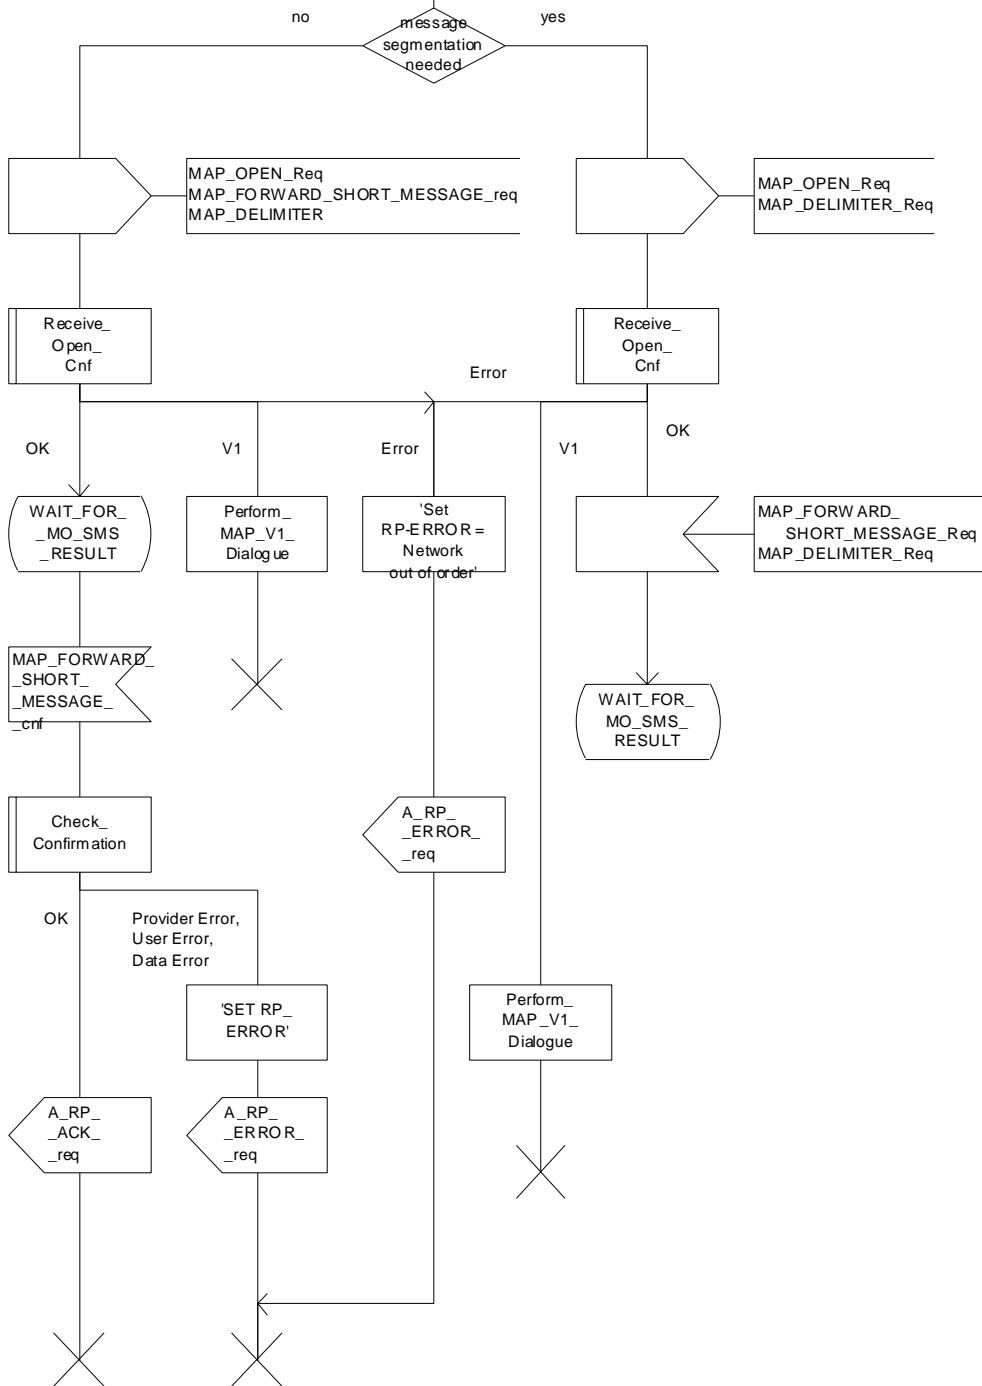 no
message
segmentation
needed
yes
MAP_OPEN_Req
MAP_FORWARD_SHORT_MESSAGE_req
MAP_DELIMITER
MAP_OPEN_Req
MAP_DELIMITER_Req
Receive_
Open_
Cnf
Receive_
Open_
Cnf
Error
OK
V1
Error
V1
OK
WAIT_FOR_
_MO_SMS
_RESULT
Perform_
MAP_V1_
Dialogue
'Set
RP-ERROR =
Network
out of order'
MAP_FORWARD_
SHORT_MESSAGE_Req
MAP_DELIMITER_Req
MAP_FORWARD_
_SHORT_
_MESSAGE_
_cnf
WAIT_FOR_
MO_SMS_
RESULT
Check_
Confirmation
A_RP_
_ERROR_
_req
OK
Provider Error,
User Error,
Data Error
'SET RP_
ERROR'
Perform_
MAP_V1_
Dialogue
A_RP_
_ACK_
_req
A_RP_
_ERROR_
_req